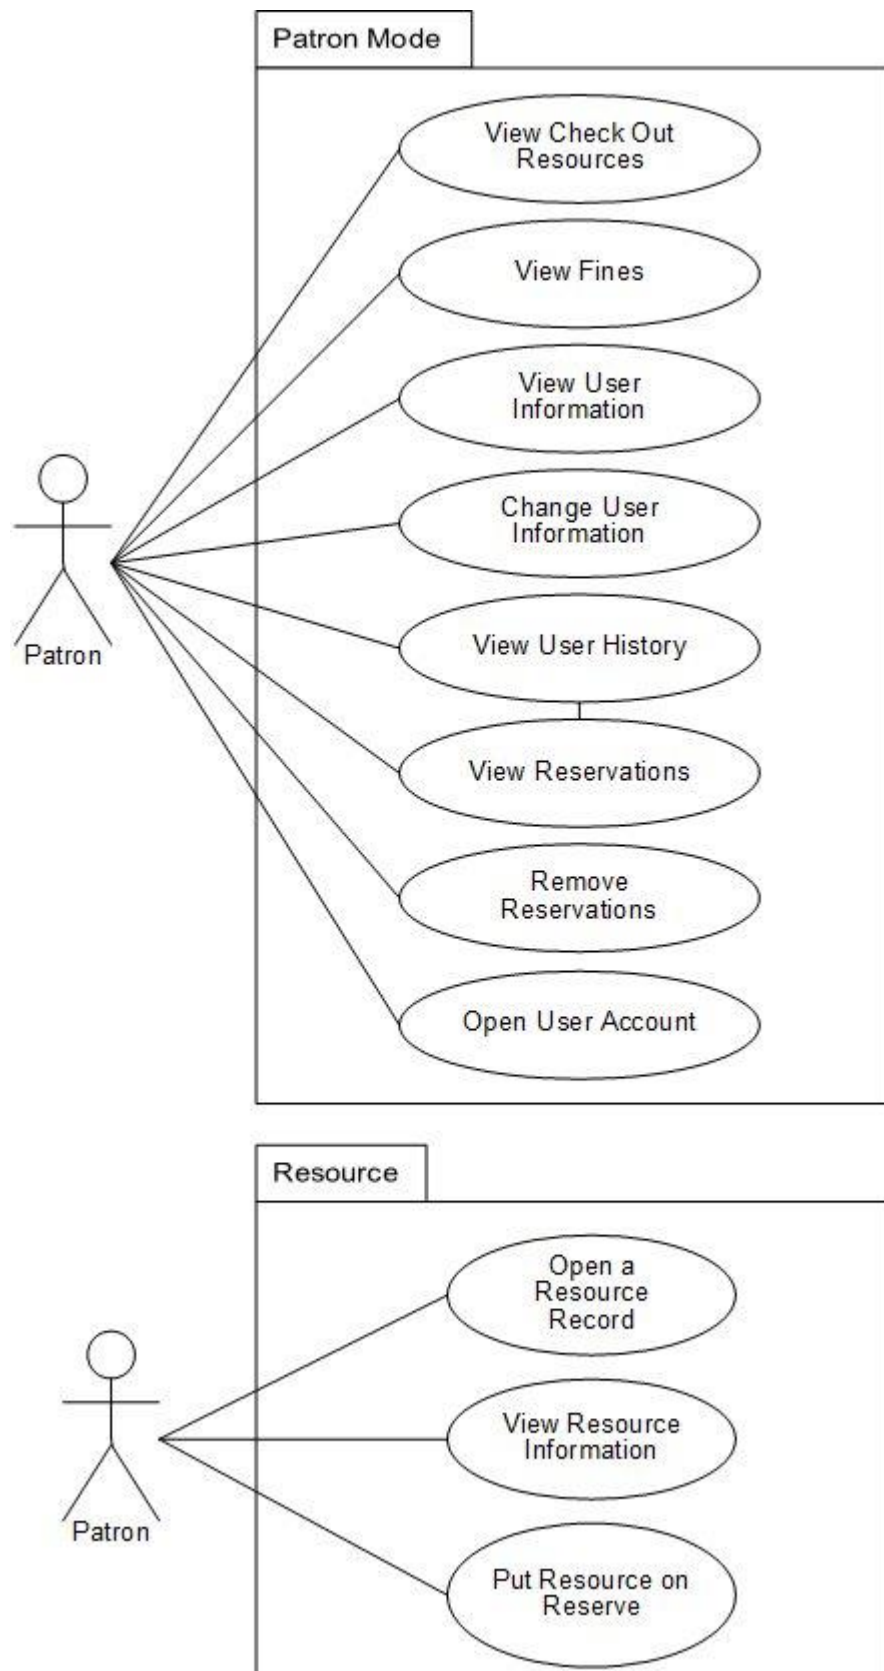 Patron Mode
View Check Out
Resources
View Fines
View User
Information
Change User
Information
View User History
Patron
View Reservations
Remove
Reservations
Open User Account
Resource
Open a
Resource
Record
View Resource
Information
Patron
Put Resource on
Reserve